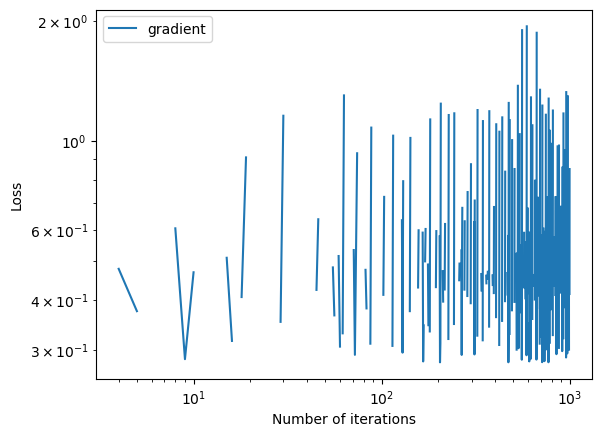 gradient
2 × 10⁰
10⁰
6 × 10⁻¹
4 × 10⁻¹
3 × 10⁻¹
Loss
10¹
10²
10³
Number of iterations